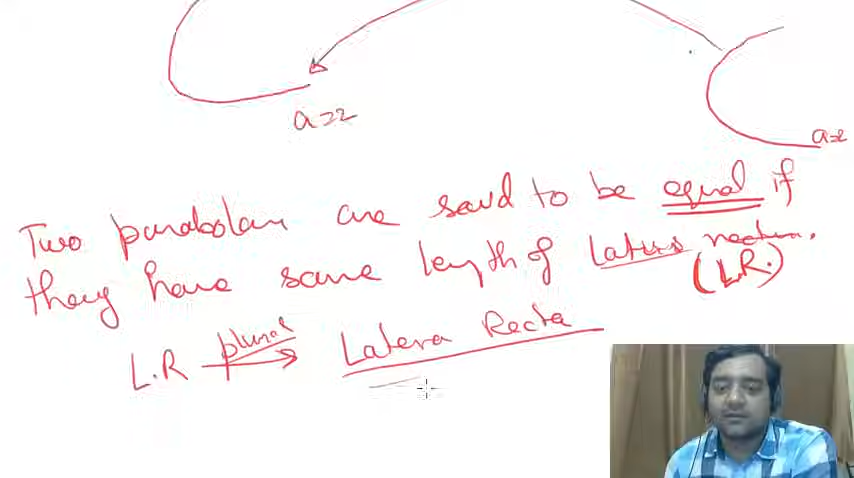 a=2
a=2
Two parabolas are said to be equal if
they have same length of latus rectum.
(L.R.)
L.R plural Latera Recta